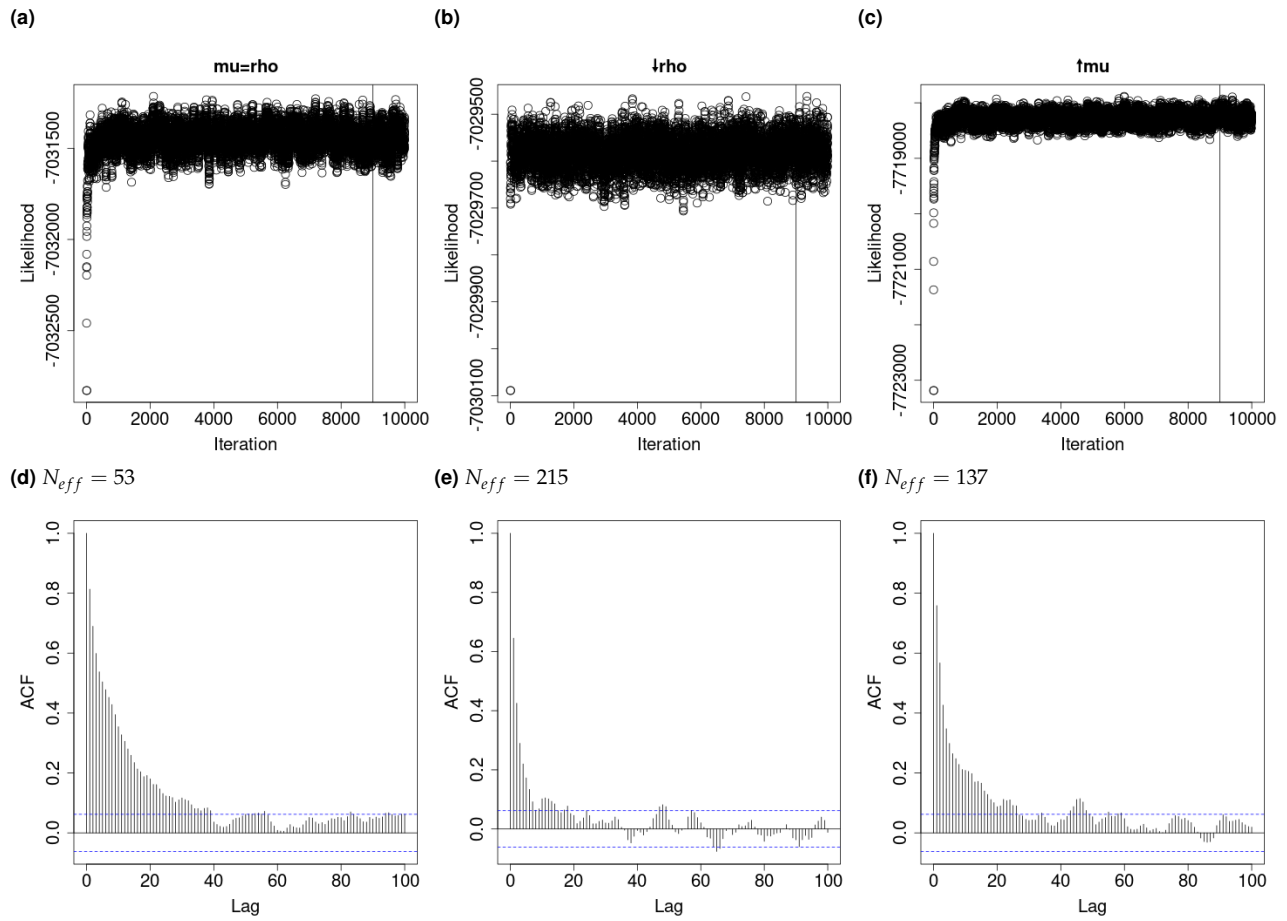 (a)
mu=rho
Likelihood
-7031500
-7032000
-7032500
0 2000 4000 6000 8000 10000
Iteration
(b)
↓rho
Likelihood
-7029500
-7029700
-7029900
-7030100
0 2000 4000 6000 8000 10000
Iteration
(c)
↑mu
Likelihood
-7719000
-7721000
-7723000
0 2000 4000 6000 8000 10000
Iteration
(d) Neff = 53
ACF
1.0
0.8
0.6
0.4
0.2
0.0
0 20 40 60 80 100
Lag
(e) Neff = 215
ACF
1.0
0.8
0.6
0.4
0.2
0.0
0 20 40 60 80 100
Lag
(f) Neff = 137
ACF
1.0
0.8
0.6
0.4
0.2
0.0
0 20 40 60 80 100
Lag